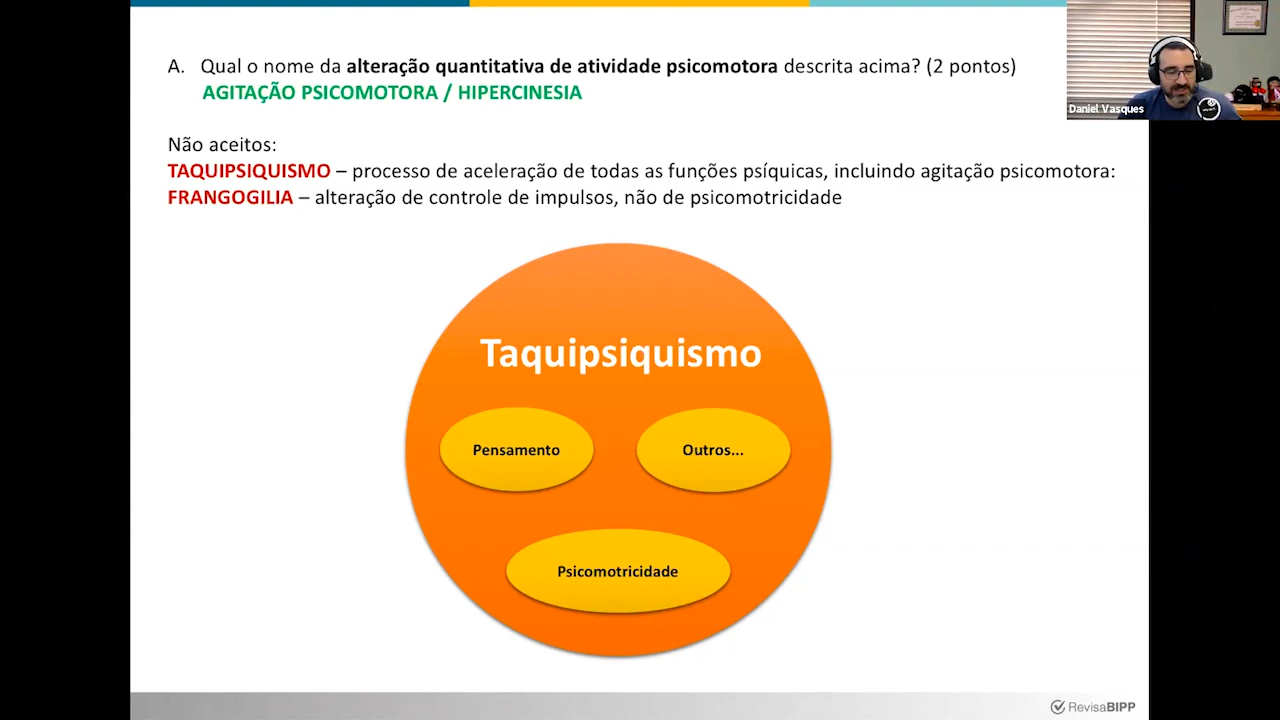 A. Qual o nome da alteração quantitativa de atividade psicomotora descrita acima? (2 pontos)
AGITAÇÃO PSICOMOTORA / HIPERCINESIA
Não aceitos:
TAQUIPSIQUISMO – processo de aceleração de todas as funções psíquicas, incluindo agitação psicomotora:
FRANGOGILIA – alteração de controle de impulsos, não de psicomotricidade
Daniel Vasques
Taquipsiquismo
Pensamento
Outros...
Psicomotricidade
RevisaBIPP